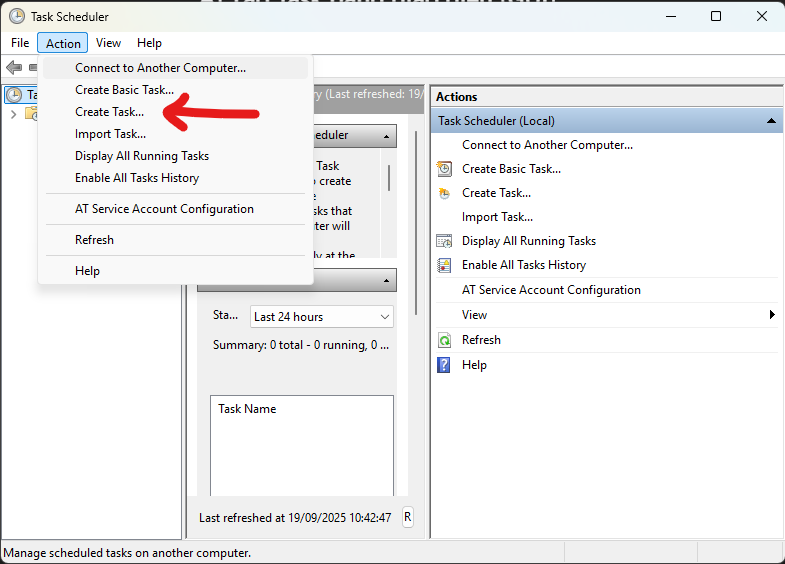 Task Scheduler
File Action View Help
Connect to Another Computer...
Create Basic Task...
Create Task...
Import Task...
Display All Running Tasks
Enable All Tasks History
AT Service Account Configuration
Refresh
Help
(Last refreshed: 19/
Task
create
sks that
will
at the
Sta... Last 24 hours
Summary: 0 total - 0 running, 0 ...
Task Name
Last refreshed at 19/09/2025 10:42:47 R
Actions
Task Scheduler (Local)
Connect to Another Computer...
Create Basic Task...
Create Task...
Import Task...
Display All Running Tasks
Enable All Tasks History
AT Service Account Configuration
View
Refresh
Help
Manage scheduled tasks on another computer.